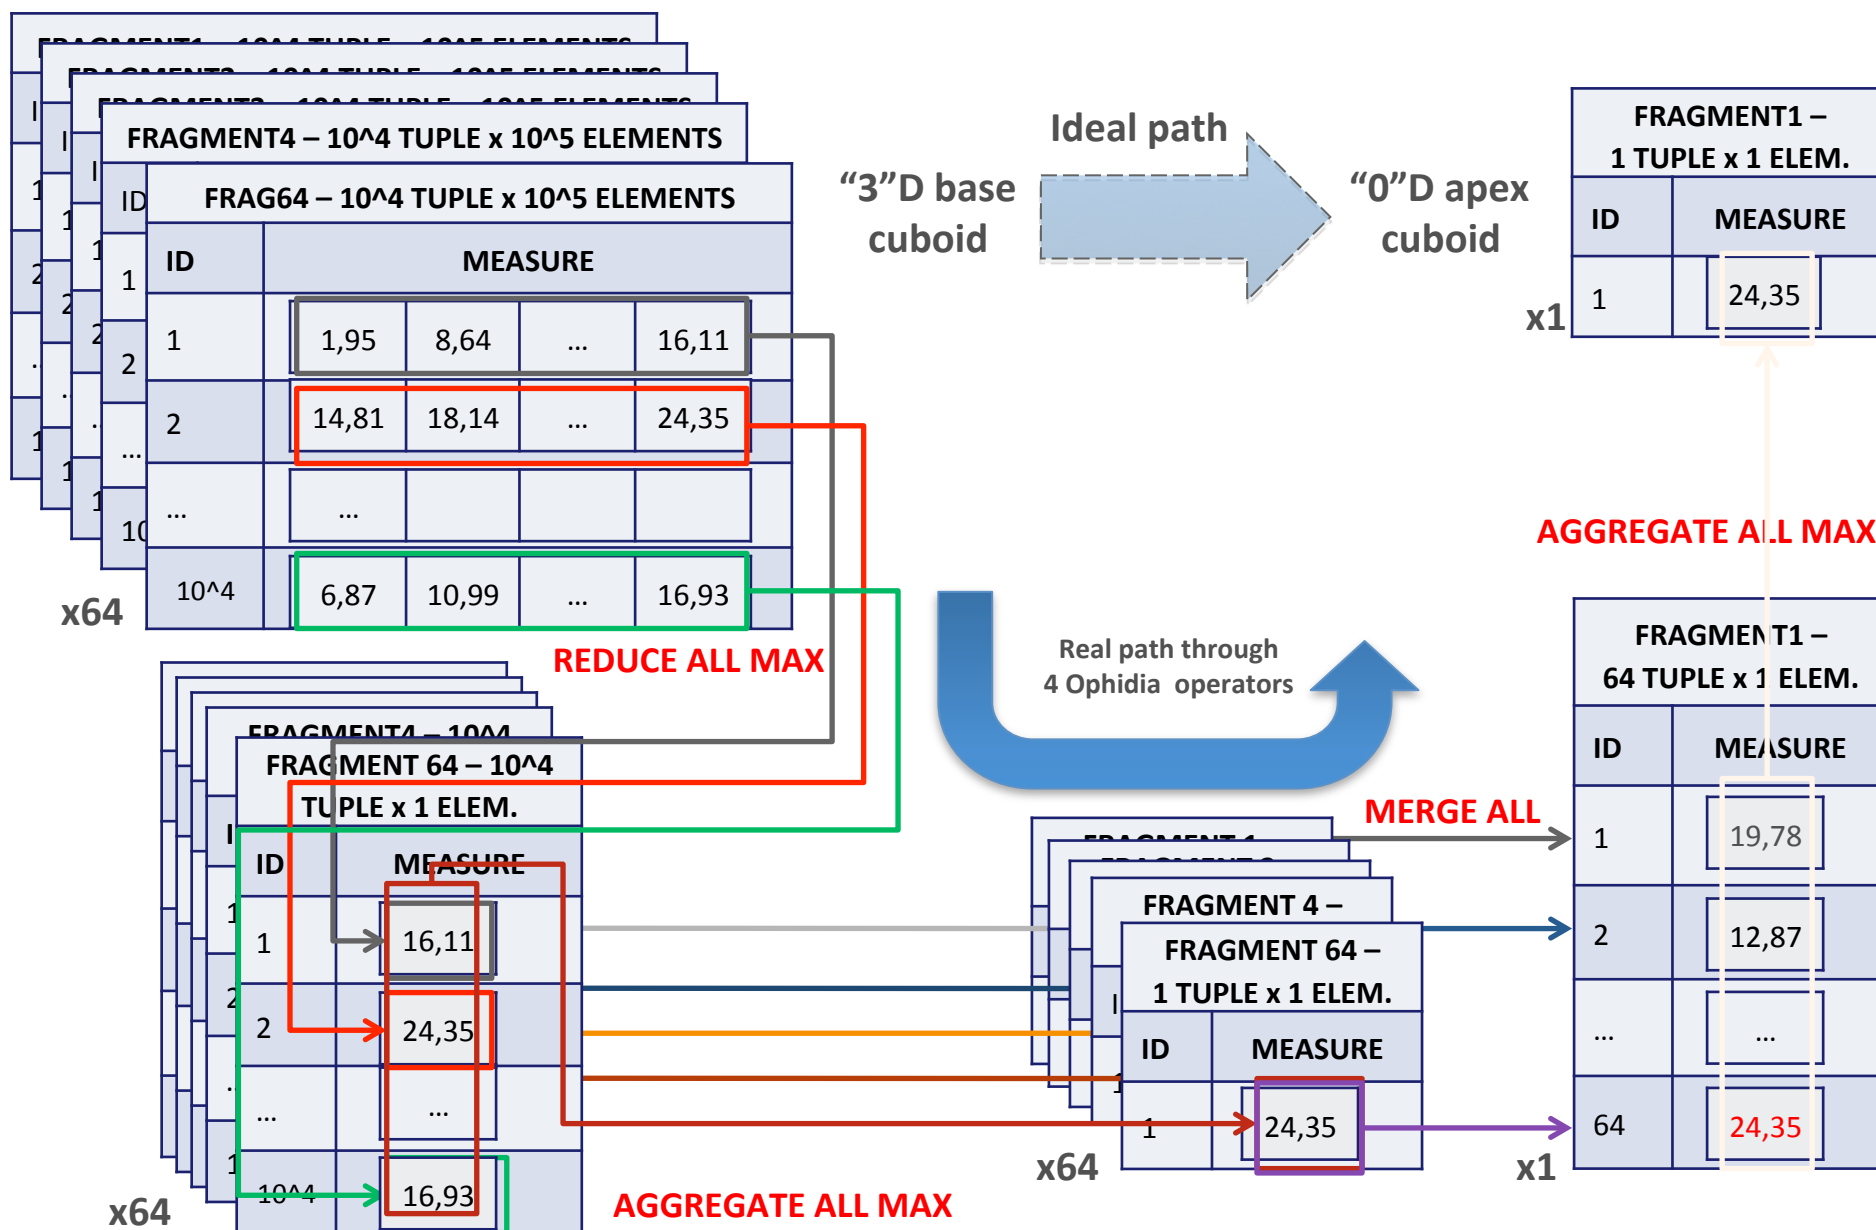 FRAGMENT4 – 10^4 TUPLE x 10^5 ELEMENTS
FRAG64 – 10^4 TUPLE x 10^5 ELEMENTS
ID MEASURE
1 1,95 8,64 ... 16,11
2 14,81 18,14 ... 24,35
... ...
10^4 6,87 10,99 ... 16,93
x64
ID
1
2
...
REDUCE ALL MAX
“3”D base
cuboid
Ideal path
“0”D apex
cuboid
FRAGMENT1 –
1 TUPLE x 1 ELEM.
ID MEASURE
1 24,35
x1
AGGREGATE ALL MAX
Real path through
4 Ophidia operators
FRAGMENT4 – 10^4
FRAGMENT 64 – 10^4
TUPLE x 1 ELEM.
ID MEASURE
1 16,11
2 24,35
... ...
10^4 16,93
x64
AGGREGATE ALL MAX
FRAGMENT 4 –
FRAGMENT 64 –
1 TUPLE x 1 ELEM.
ID MEASURE
1 24,35
x64
MERGE ALL
FRAGMENT1 –
64 TUPLE x 1 ELEM.
ID MEASURE
1 19,78
2 12,87
... ...
64 24,35
x1